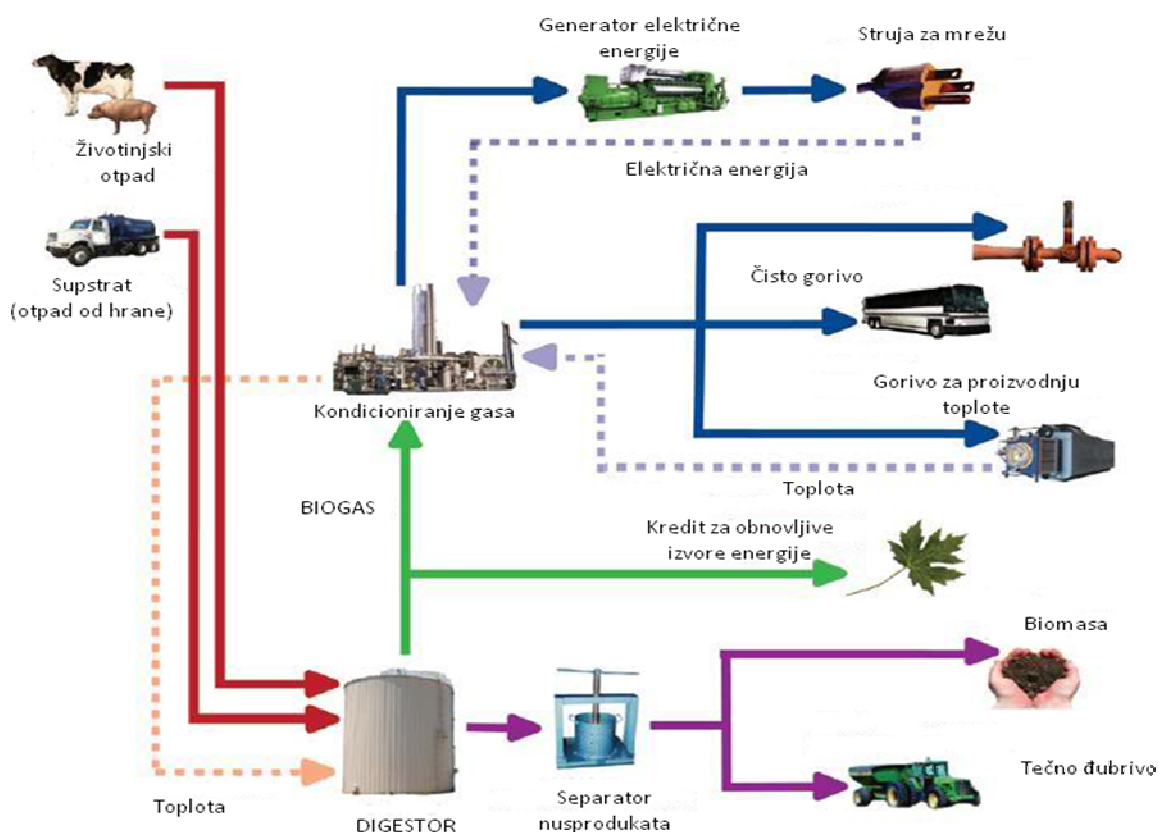 Generator električne
energije
Struja za mrežu
Životinjski
otpad
Električna energija
Supstrat
(otpad od hrane)
Čisto gorivo
Gorivo za proizvodnju
toplote
Kondicioniranje gasa
Toplota
BIOGAS
Kredit za obnovljive
izvore energije
Biomasa
Tečno đubrivo
Toplota
DIGESTOR
Separator
nusprodukata